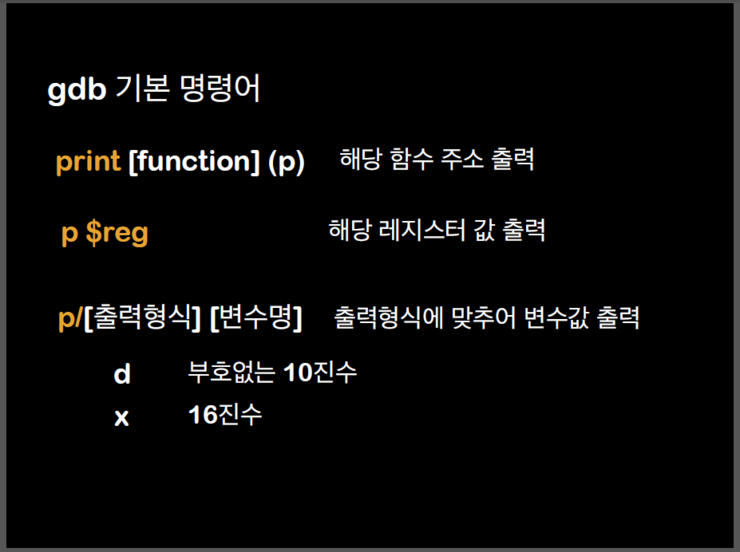 gdb 기본 명령어
print [function] (p) 해당 함수 주소 출력
p $reg 해당 레지스터 값 출력
p/[출력형식] [변수명] 출력형식에 맞추어 변수값 출력
d 부호없는 10진수
x 16진수